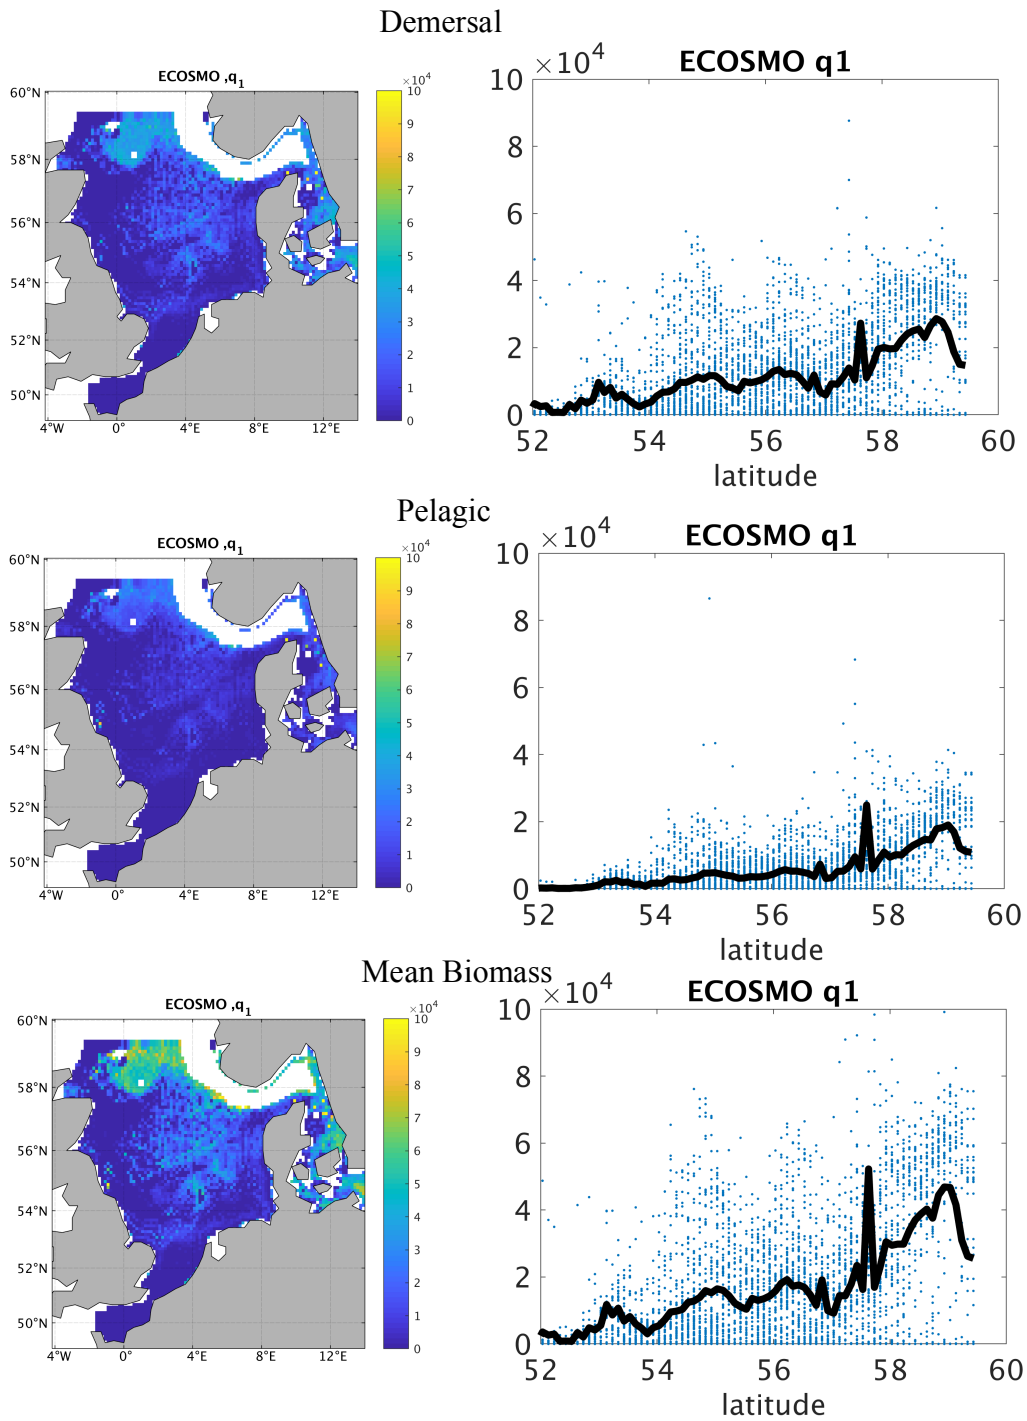 Demersal
ECOSMO ,q1
×10^4
60°N
58°N
56°N
54°N
52°N
50°N
4°W 0° 4°E 8°E 12°E
10
9
8
7
6
5
4
3
2
1
0
ECOSMO q1
×10^4
10
8
6
4
2
0
52 54 56 58 60
latitude
Pelagic
ECOSMO ,q1
×10^4
60°N
58°N
56°N
54°N
52°N
50°N
4°W 0° 4°E 8°E 12°E
10
9
8
7
6
5
4
3
2
1
0
ECOSMO q1
×10^4
10
8
6
4
2
0
52 54 56 58 60
latitude
Mean Biomass
ECOSMO ,q1
×10^4
60°N
58°N
56°N
54°N
52°N
50°N
4°W 0° 4°E 8°E 12°E
10
9
8
7
6
5
4
3
2
1
0
ECOSMO q1
×10^4
10
8
6
4
2
0
52 54 56 58 60
latitude